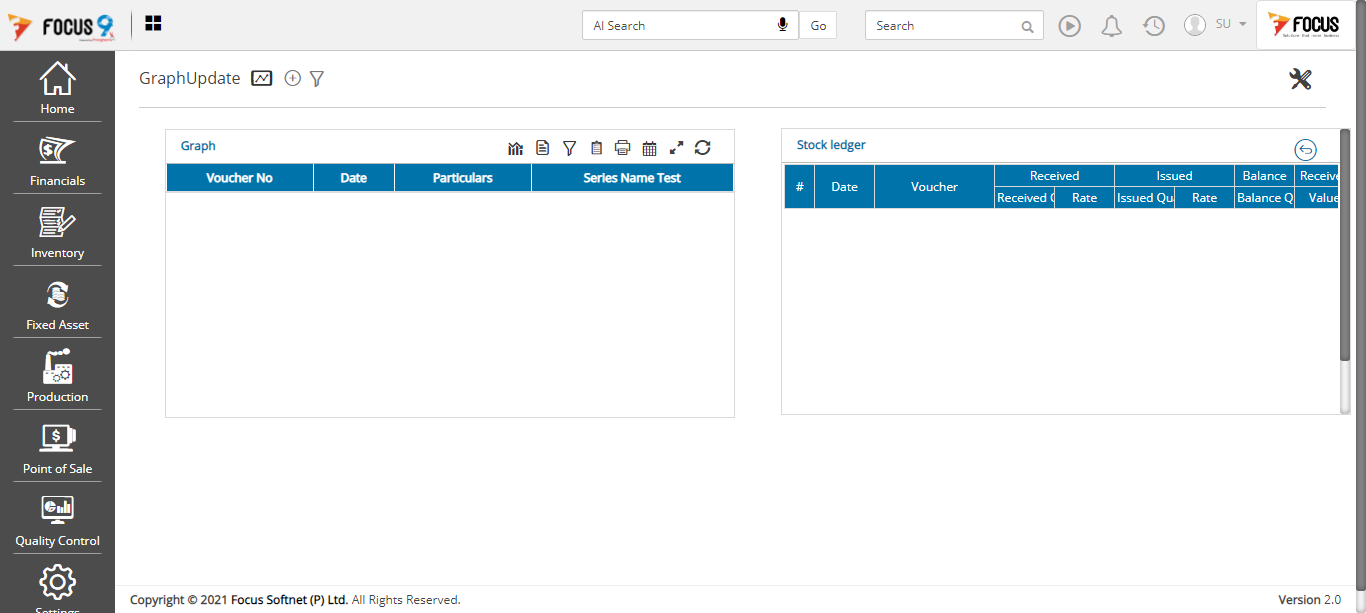 FOCUS 9
AI Search
Go
Search
SU
FOCUS
Home
Financials
Inventory
Fixed Asset
Production
Point of Sale
Quality Control
Settings
GraphUpdate
Graph
Voucher No Date Particulars Series Name Test
Stock ledger
# Date Voucher Received Issued Balance Receive
Received Q Rate Issued Qu Rate Balance Q Value
Copyright © 2021 Focus Softnet (P) Ltd. All Rights Reserved.
Version 2.0